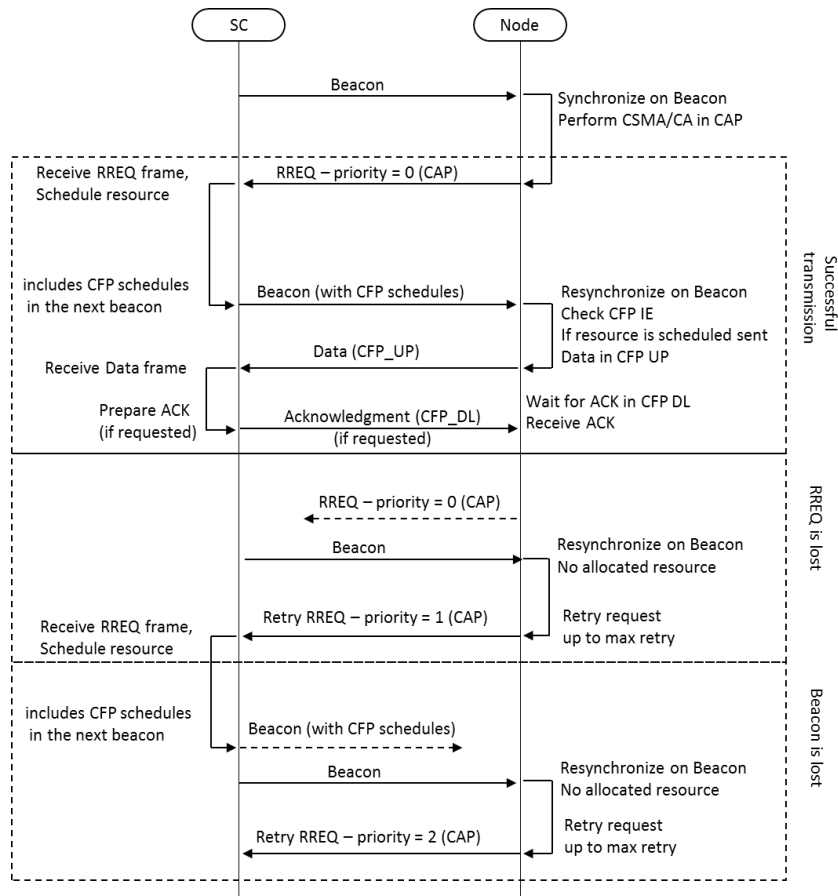 SC
Node
Beacon
Synchronize on Beacon
Perform CSMA/CA in CAP
Receive RREQ frame,
Schedule resource
RREQ – priority = 0 (CAP)
Successful
transmission
includes CFP schedules
in the next beacon
Beacon (with CFP schedules)
Resynchronize on Beacon
Check CFP IE
If resource is scheduled sent
Data in CFP UP
Receive Data frame
Data (CFP_UP)
Prepare ACK
(if requested)
Acknowledgment (CFP_DL)
(if requested)
Wait for ACK in CFP DL
Receive ACK
RREQ – priority = 0 (CAP)
RREQ is lost
Beacon
Resynchronize on Beacon
No allocated resource
Receive RREQ frame,
Schedule resource
Retry RREQ – priority = 1 (CAP)
Retry request
up to max retry
Beacon is lost
includes CFP schedules
in the next beacon
Beacon (with CFP schedules)
Beacon
Resynchronize on Beacon
No allocated resource
Retry RREQ – priority = 2 (CAP)
Retry request
up to max retry